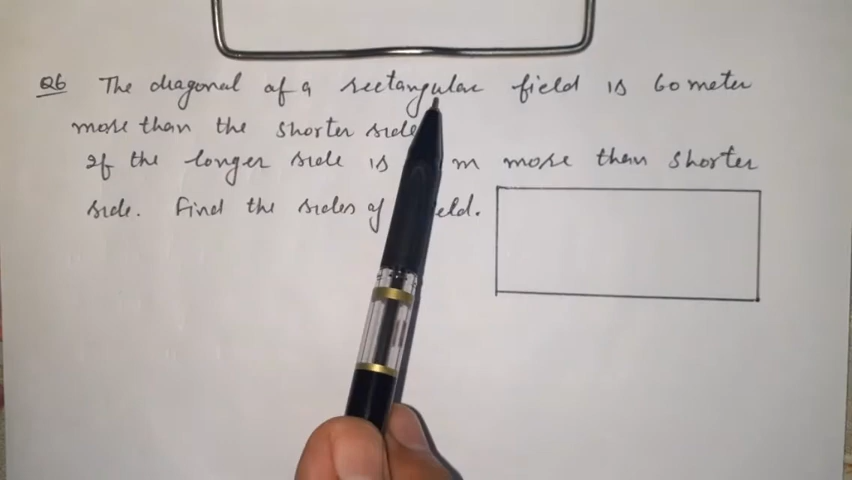 Q6 The diagonal of a rectangular field is 60 meter
more than the shorter side
If the longer side is m more than shorter
side. Find the sides of eld.